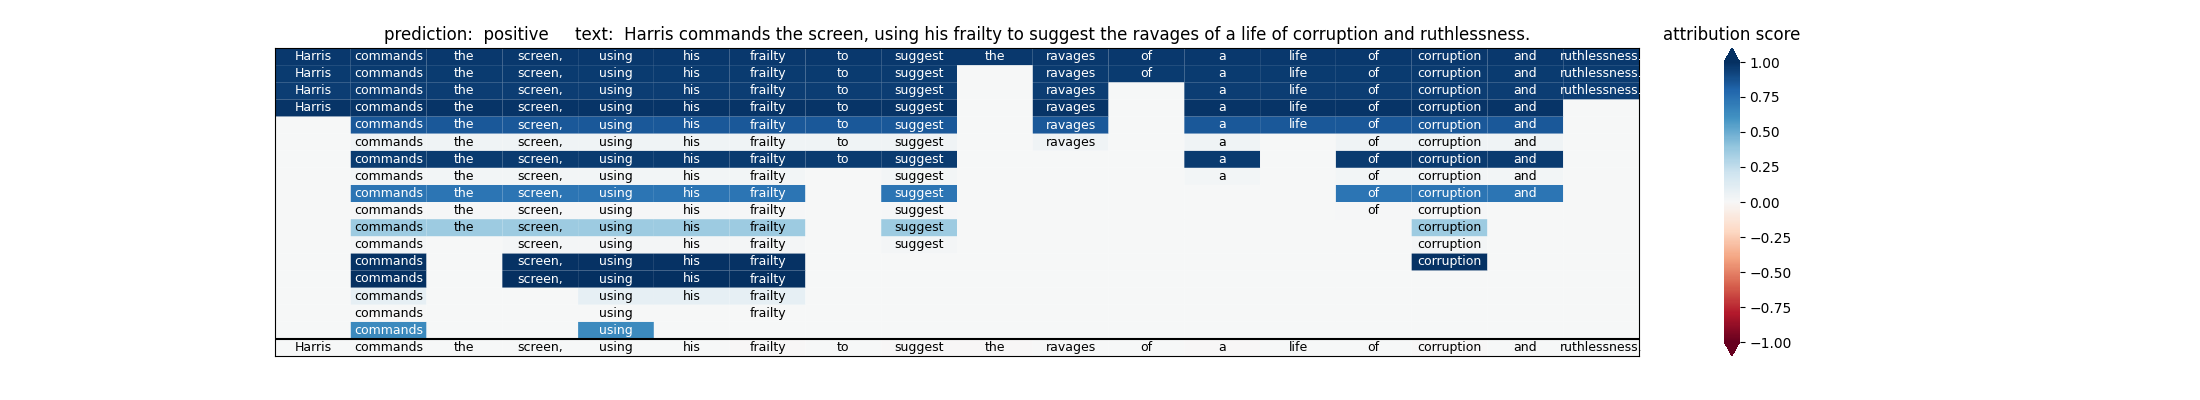 prediction: positive text: Harris commands the screen, using his frailty to suggest the ravages of a life of corruption and ruthlessness. attribution score
Harris commands the screen, using his frailty to suggest the ravages of a life of corruption and ruthlessness. 1.00
Harris commands the screen, using his frailty to suggest ravages of a life of corruption and ruthlessness.
Harris commands the screen, using his frailty to suggest ravages a life of corruption and ruthlessness. 0.75
Harris commands the screen, using his frailty to suggest ravages a life of corruption and
commands the screen, using his frailty to suggest ravages a life of corruption and 0.50
commands the screen, using his frailty to suggest ravages a of corruption and
commands the screen, using his frailty to suggest a of corruption and 0.25
commands the screen, using his frailty suggest a of corruption and
commands the screen, using his frailty suggest of corruption and 0.00
commands the screen, using his frailty suggest of corruption
commands the screen, using his frailty suggest corruption −0.25
commands screen, using his frailty suggest corruption
commands screen, using his frailty corruption −0.50
commands screen, using his frailty
commands using his frailty −0.75
commands using frailty
commands using
Harris commands the screen, using his frailty to suggest the ravages of a life of corruption and ruthlessness. −1.00